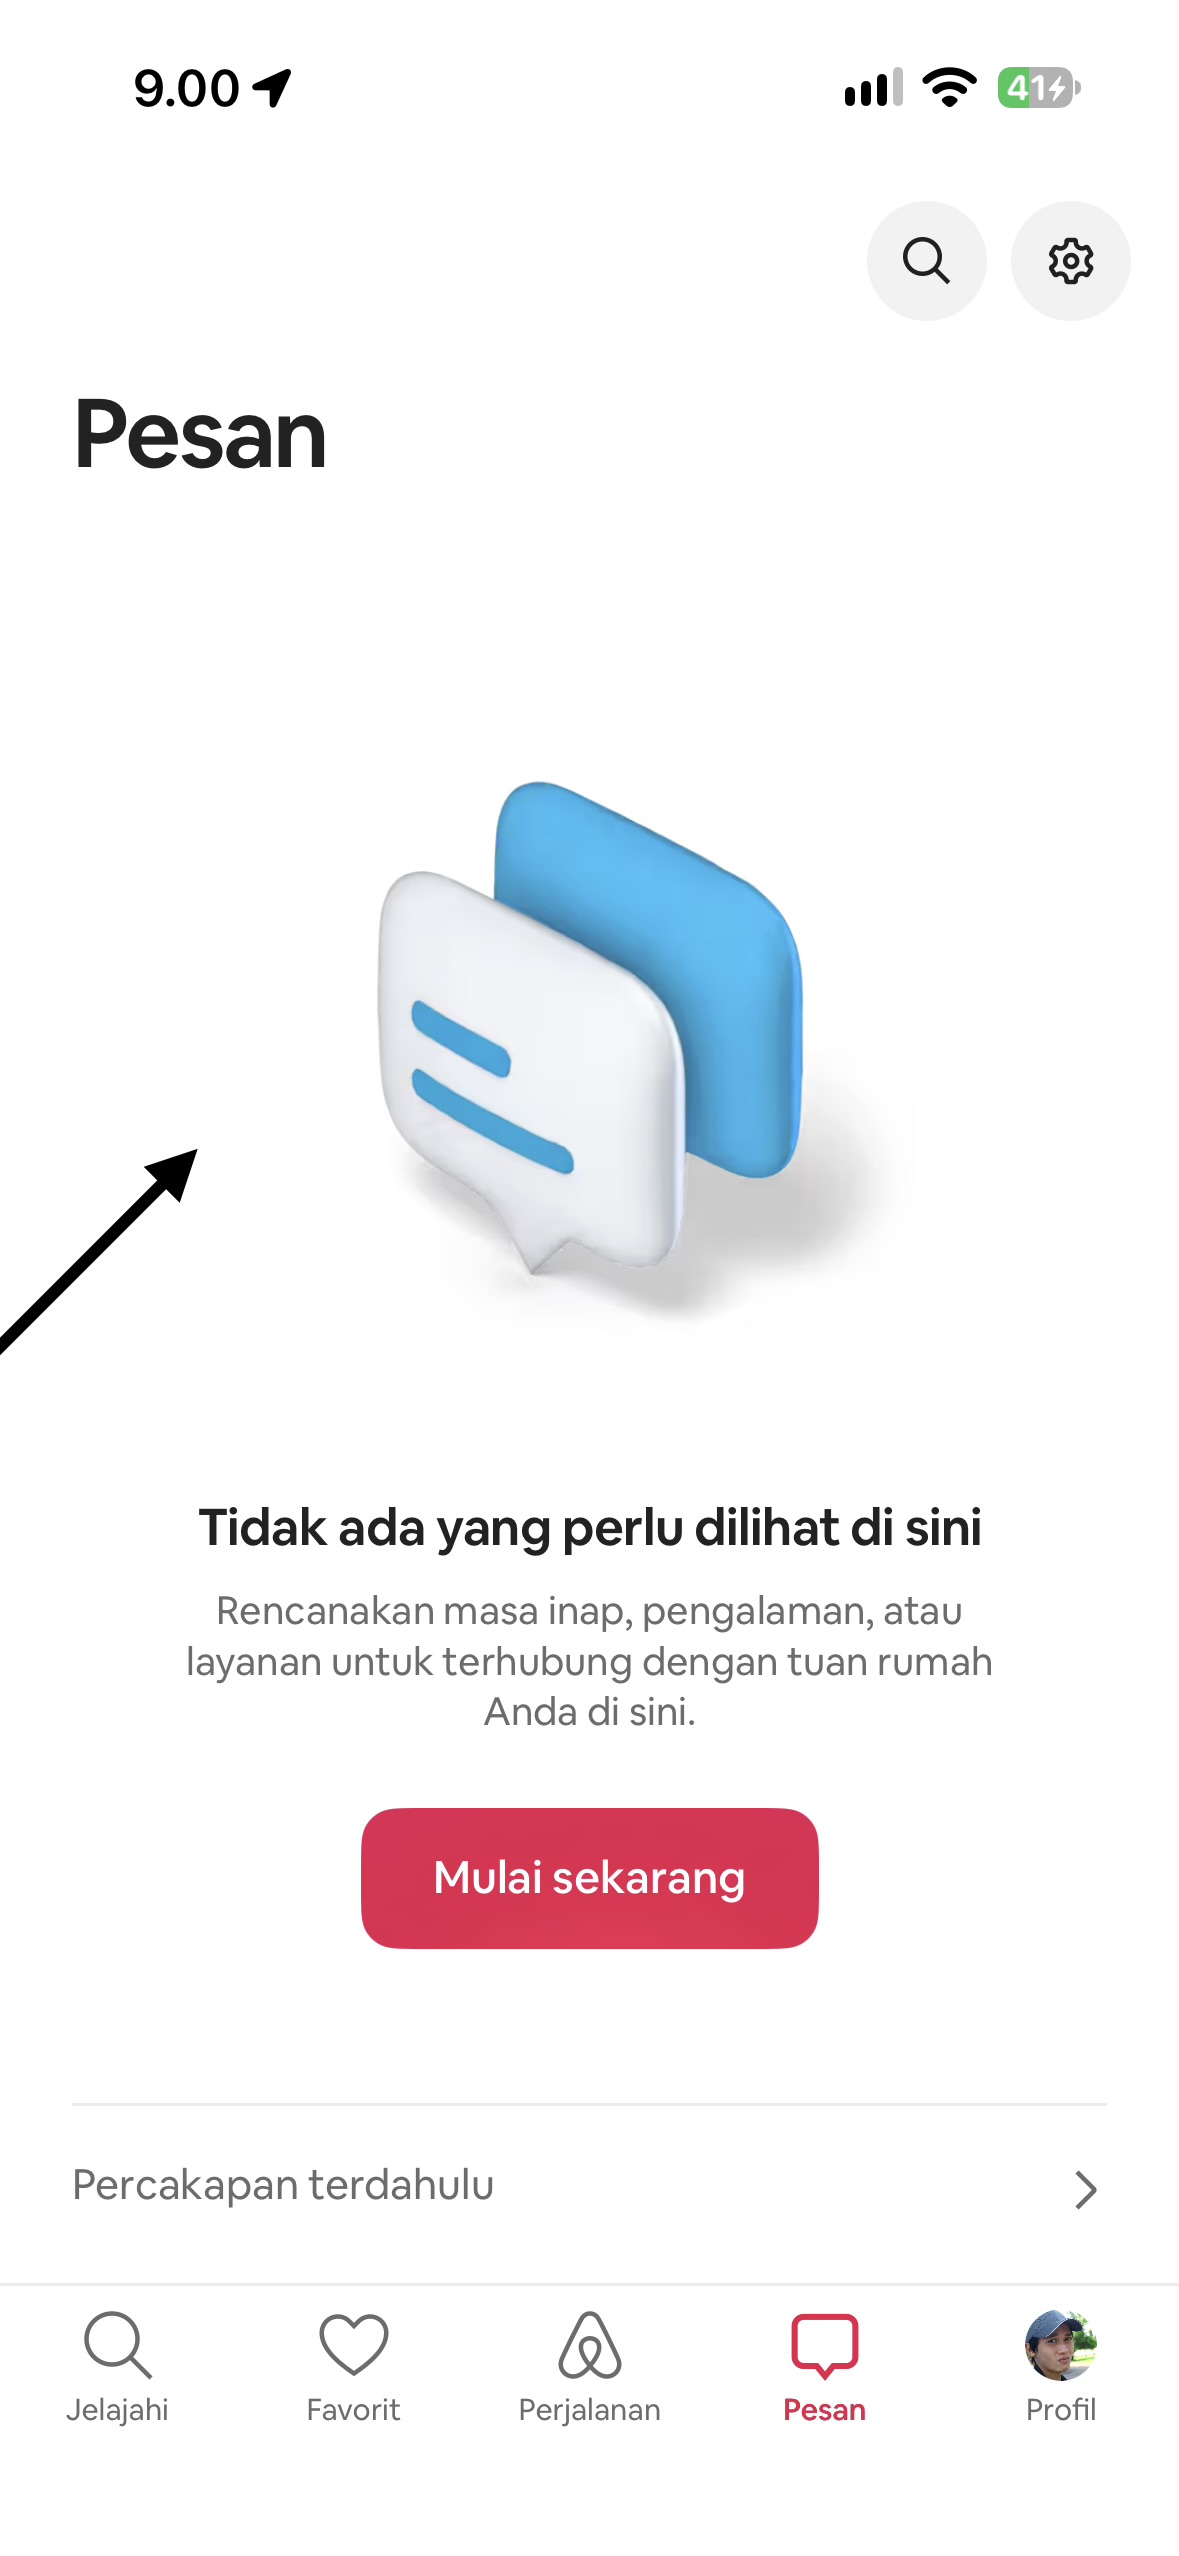 9.00
41
Pesan
Tidak ada yang perlu dilihat di sini
Rencanakan masa inap, pengalaman, atau
layanan untuk terhubung dengan tuan rumah
Anda di sini.
Mulai sekarang
Percakapan terdahulu
Jelajahi
Favorit
Perjalanan
Pesan
Profil